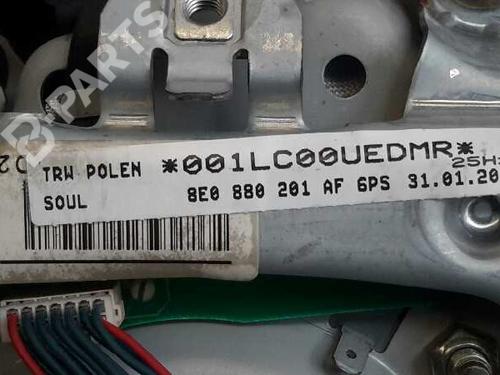 B-PARTS
TRW POLEN *001LC00UEDMR*
SOUL 8E0 880 201 AF 6PS 31.01.20